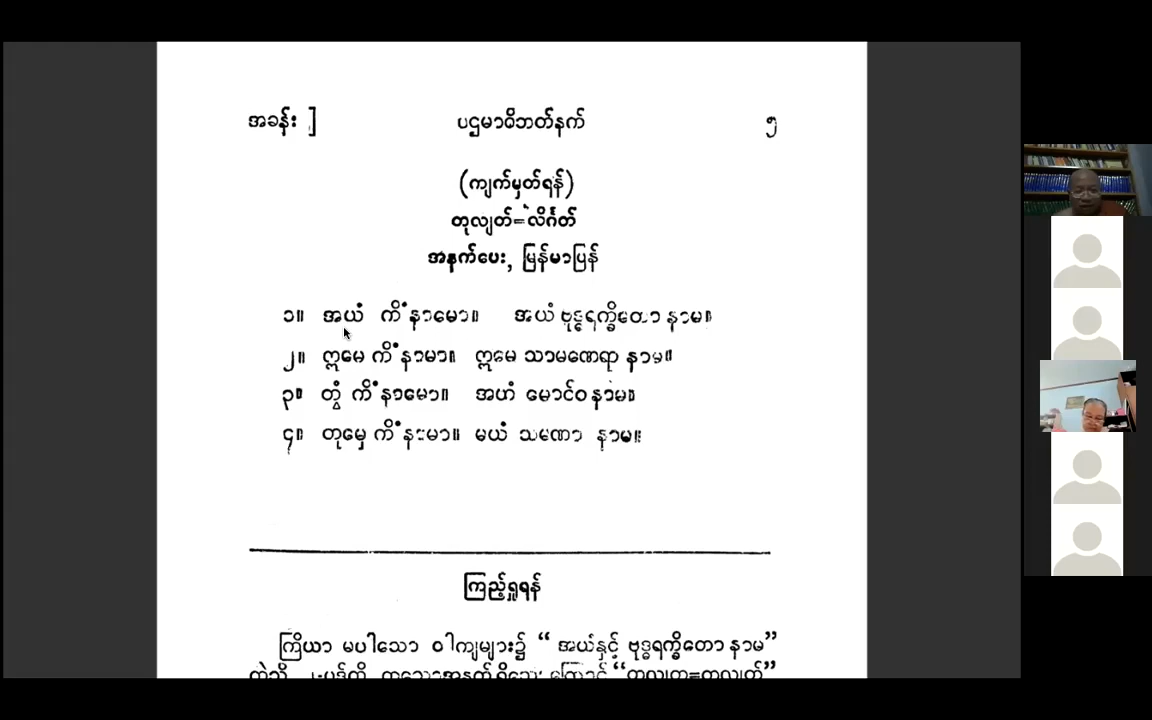 အခန်း ] ပဌမာဝိဘတ်နက် ၅
(ကျက်မှတ်ရန်)
တုလျတ်=လိင်္ဂတ်
အနက်ပေး, မြန်မာပြန်
၁။ အယံ ကိံနာမော။ အယံ ဗုဒ္ဓရက္ခိတော နာမ။
၂။ ဣမေ ကိံနာမာ။ ဣမေ သာမဏေရာ နာမ။
၃။ တွံ ကိံနာမော။ အဟံ မောင်ဝ နာမ။
၄။ တုမှေ ကိံနာမာ။ မယံ သမဏာ နာမ။
ကြည့်ရှုရန်
ကြိယာ မပါသော ဝါကျများ၌ “ အယံနှင့် ဗုဒ္ဓရက္ခိတော နာမ”